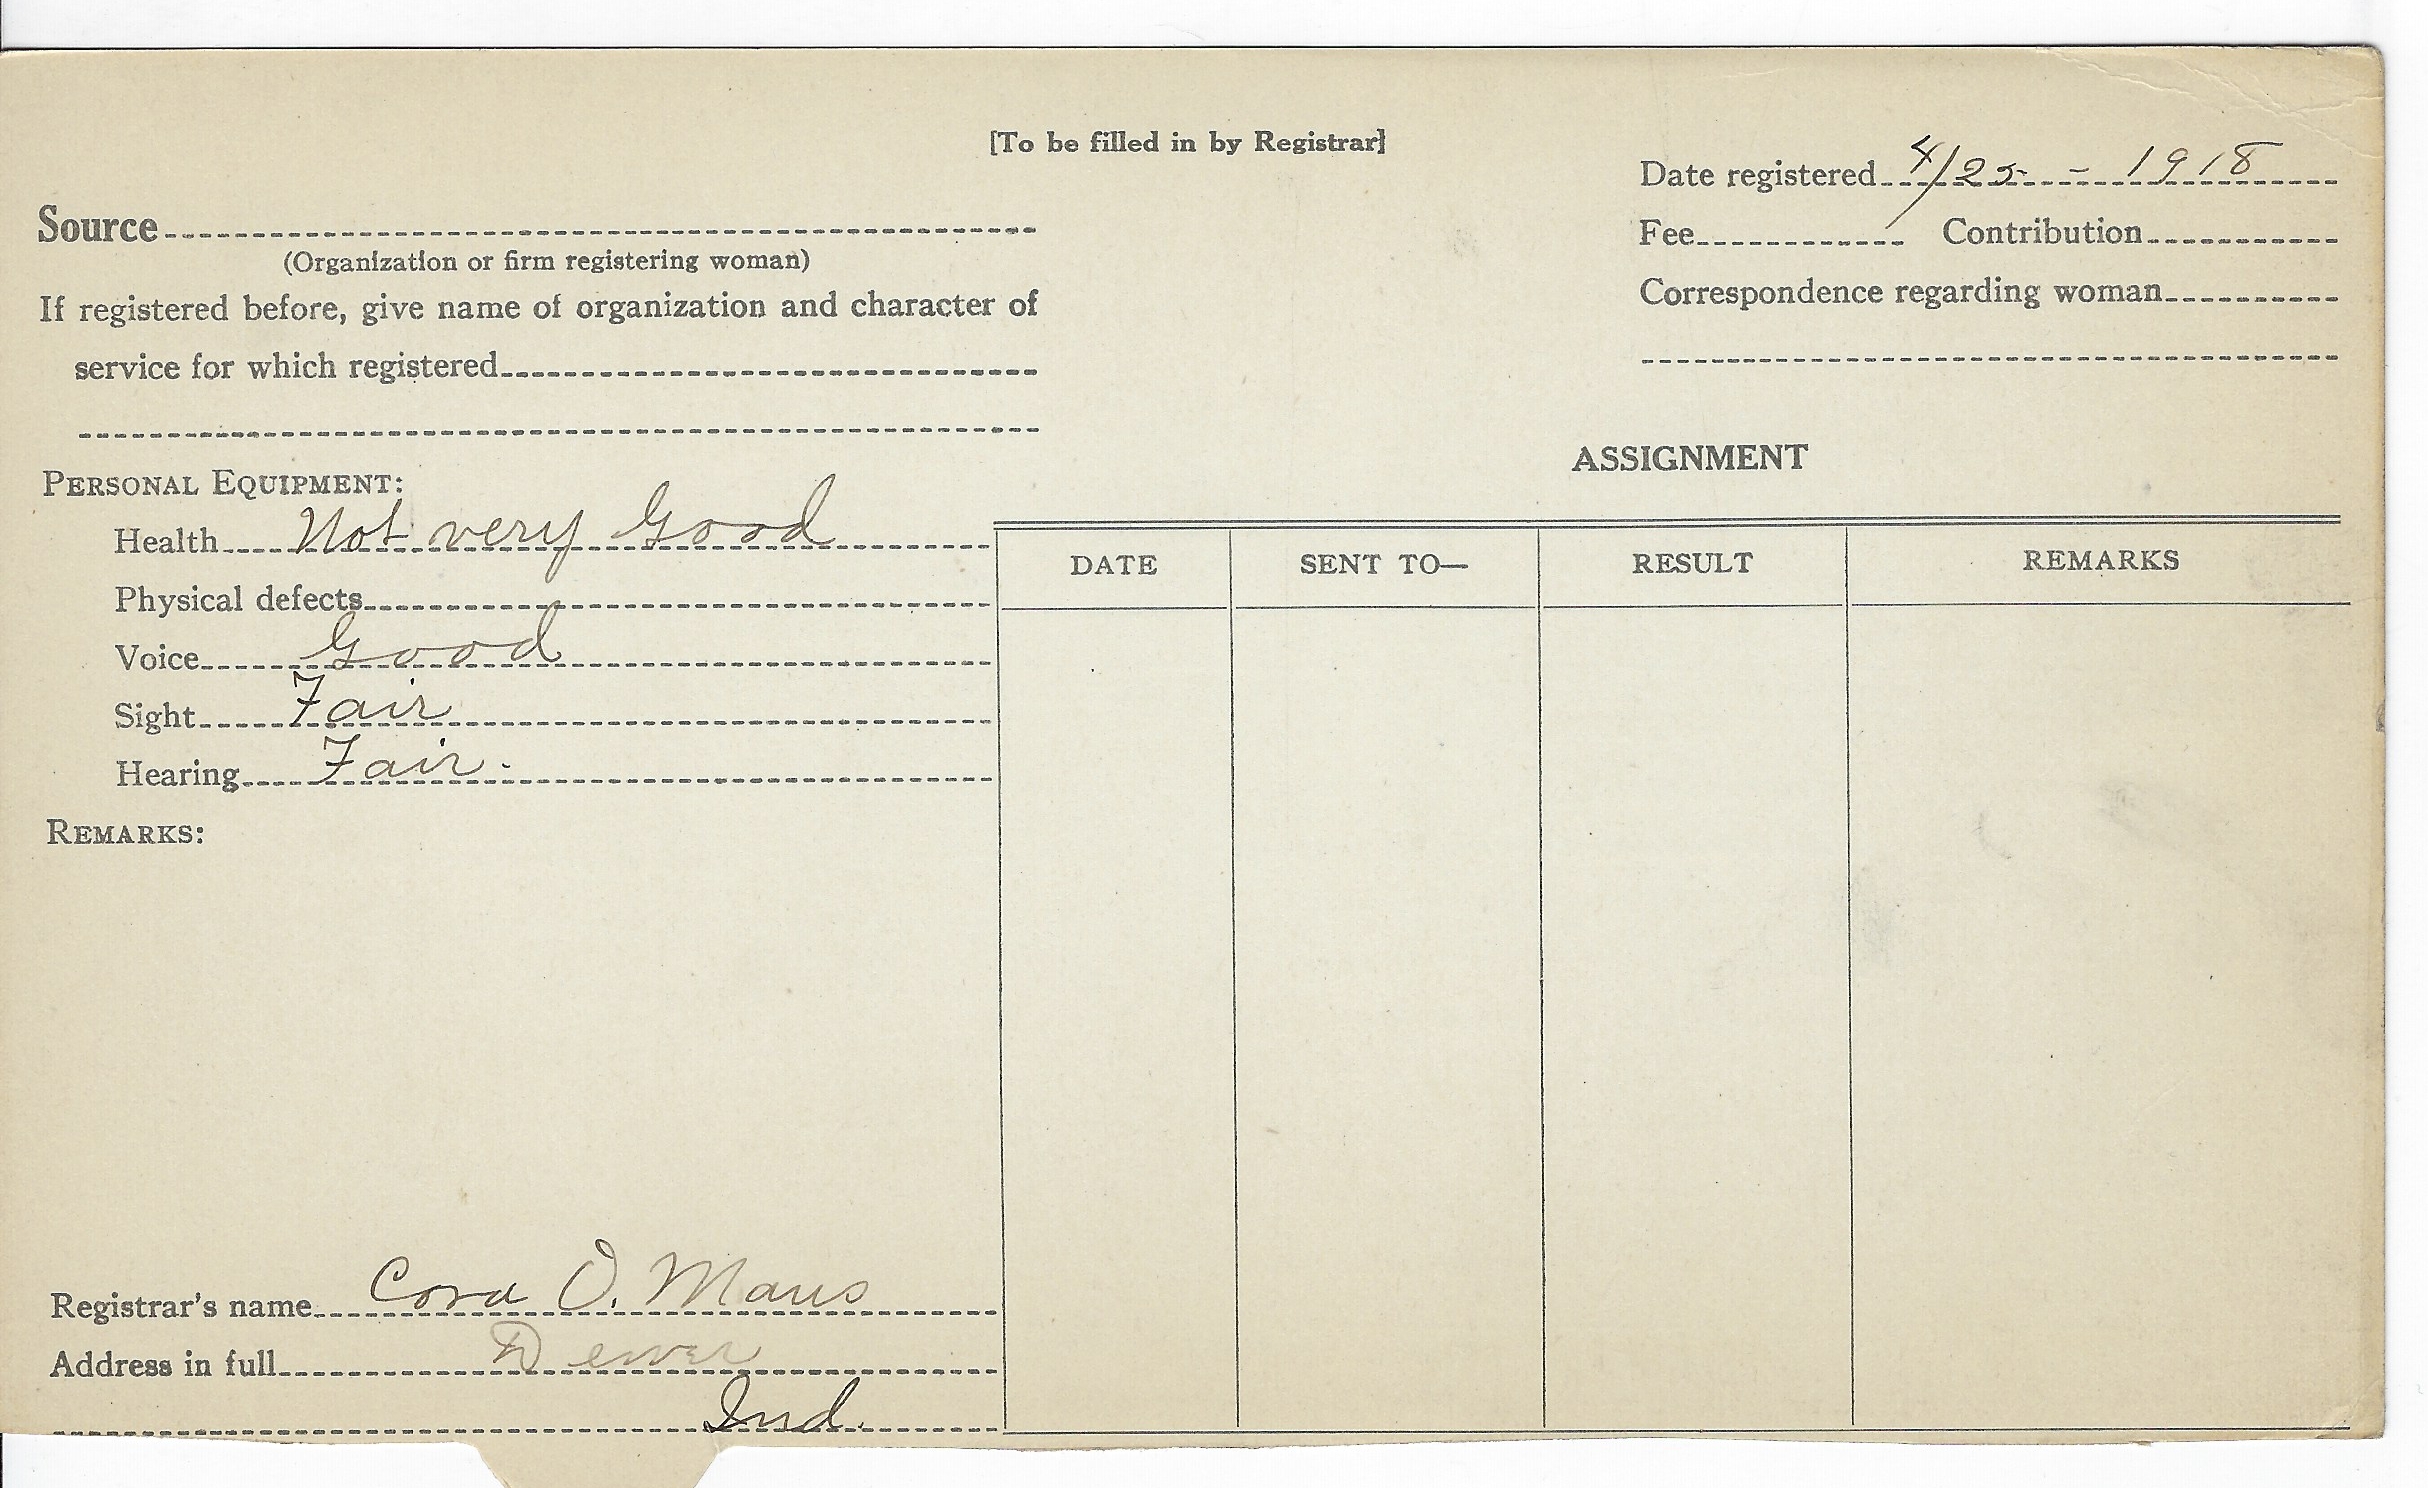 [To be filled in by Registrar]
Date registered 4/25 - 1918
Source
(Organization or firm registering woman)
Fee Contribution
If registered before, give name of organization and character of
service for which registered
Correspondence regarding woman
ASSIGNMENT
PERSONAL EQUIPMENT:
Health Not very Good
Physical defects
Voice Good
Sight Fair
Hearing Fair.
DATE SENT TO— RESULT REMARKS
REMARKS:
Registrar's name Cora O. Maus
Address in full
Ind.